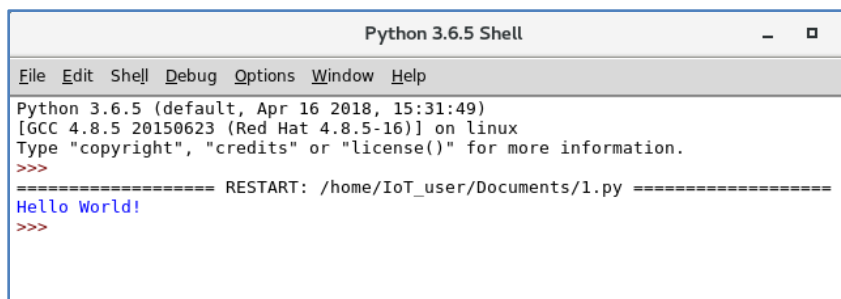 Python 3.6.5 Shell
File Edit Shell Debug Options Window Help
Python 3.6.5 (default, Apr 16 2018, 15:31:49)
[GCC 4.8.5 20150623 (Red Hat 4.8.5-16)] on linux
Type "copyright", "credits" or "license()" for more information.
>>>
=================== RESTART: /home/IoT_user/Documents/1.py ===================
Hello World!
>>>